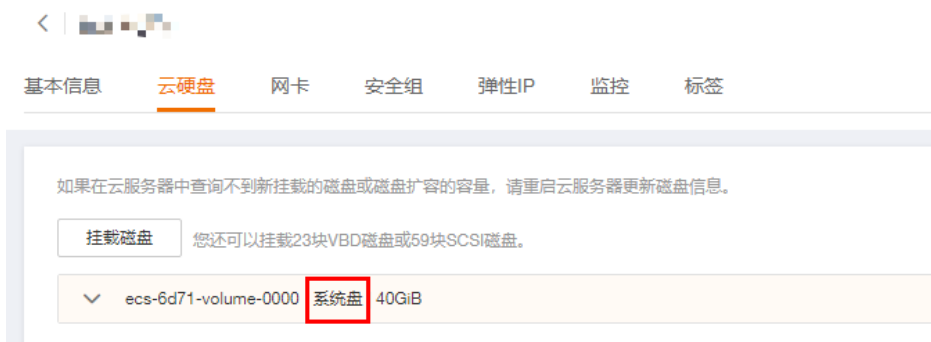 基本信息 云硬盘 网卡 安全组 弹性IP 监控 标签
如果在云服务器中查询不到新挂载的磁盘或磁盘扩容的容量，请重启云服务器更新磁盘信息。
挂载磁盘 您还可以挂载23块VBD磁盘或59块SCSI磁盘。
ecs-6d71-volume-0000 系统盘 40GiB